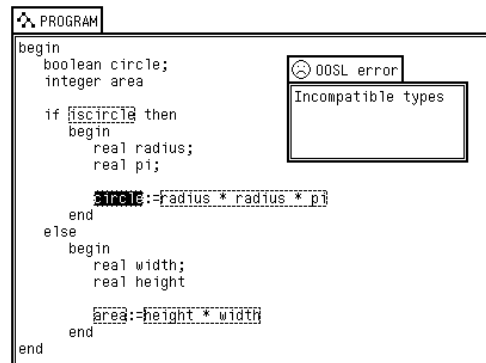 PROGRAM
begin
boolean circle;
integer area
OOSL error
Incompatible types
if iscircle then
begin
real radius;
real pi;
circle:=radius * radius * pi
end
else
begin
real width;
real height
area:=height * width
end
end